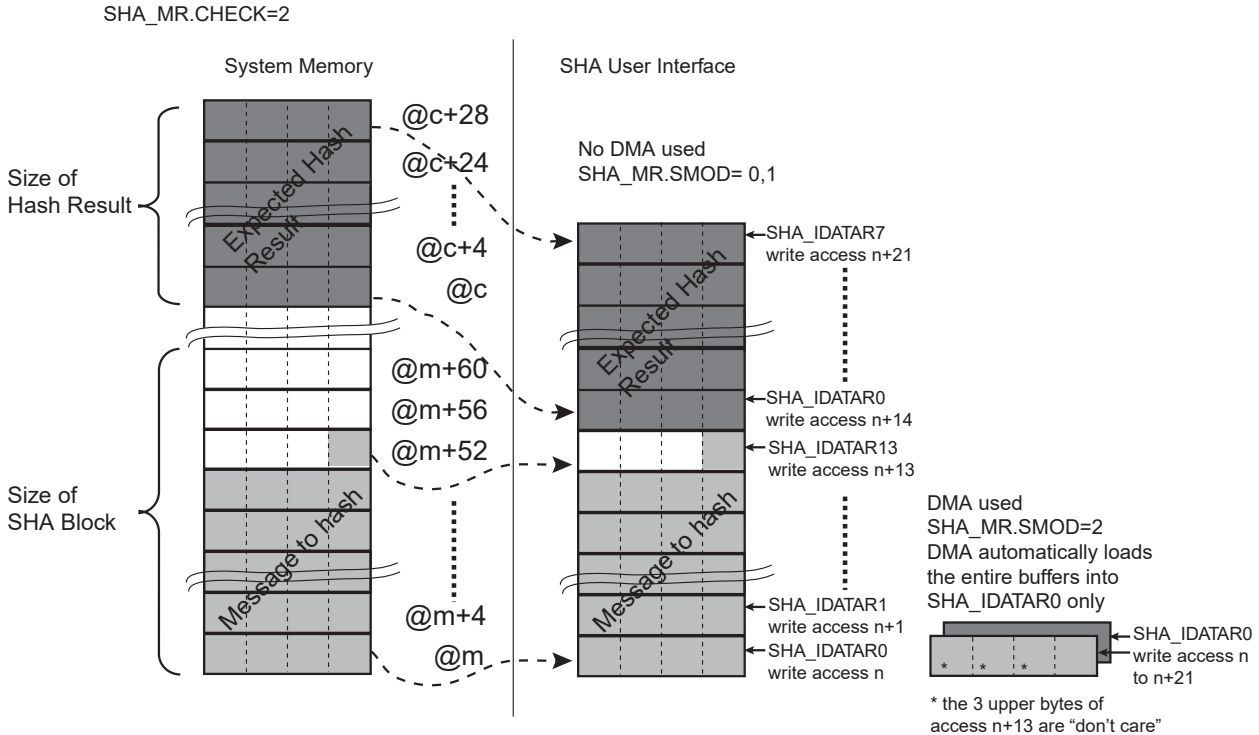 SHA_MR.CHECK=2
System Memory
SHA User Interface
@c+28
@c+24
@c+4
@c
Size of
Hash Result
Expected Hash
Result
@m+60
@m+56
@m+52
@m+4
@m
Size of
SHA Block
Message to hash
No DMA used
SHA_MR.SMOD= 0,1
SHA_IDATAR7
write access n+21
Expected Hash
Result
SHA_IDATAR0
write access n+14
SHA_IDATAR13
write access n+13
Message to hash
SHA_IDATAR1
write access n+1
SHA_IDATAR0
write access n
DMA used
SHA_MR.SMOD=2
DMA automatically loads
the entire buffers into
SHA_IDATAR0 only
* * *
SHA_IDATAR0
write access n
to n+21
* the 3 upper bytes of
access n+13 are “don’t care”